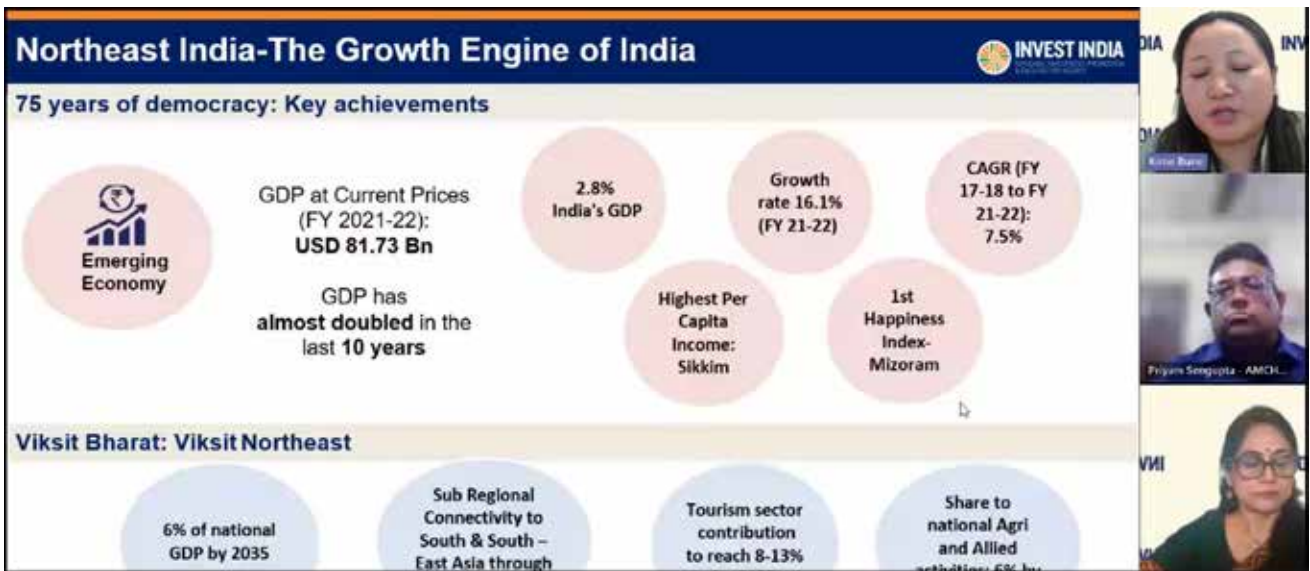 Northeast India-The Growth Engine of India
INVEST INDIA
75 years of democracy: Key achievements
Emerging
Economy
GDP at Current Prices
(FY 2021-22):
USD 81.73 Bn
GDP has
almost doubled in the
last 10 years
2.8%
India's GDP
Growth
rate 16.1%
(FY 21-22)
CAGR (FY
17-18 to FY
21-22):
7.5%
Highest Per
Capita
Income:
Sikkim
1st
Happiness
Index-
Mizoram
Viksit Bharat: Viksit Northeast
6% of national
GDP by 2035
Sub Regional
Connectivity to
South & South –
East Asia through
Tourism sector
contribution
to reach 8-13%
Share to
national Agri
and Allied
activities: 6% by
DIA
INV
Priyam Sengupta - AMCH...